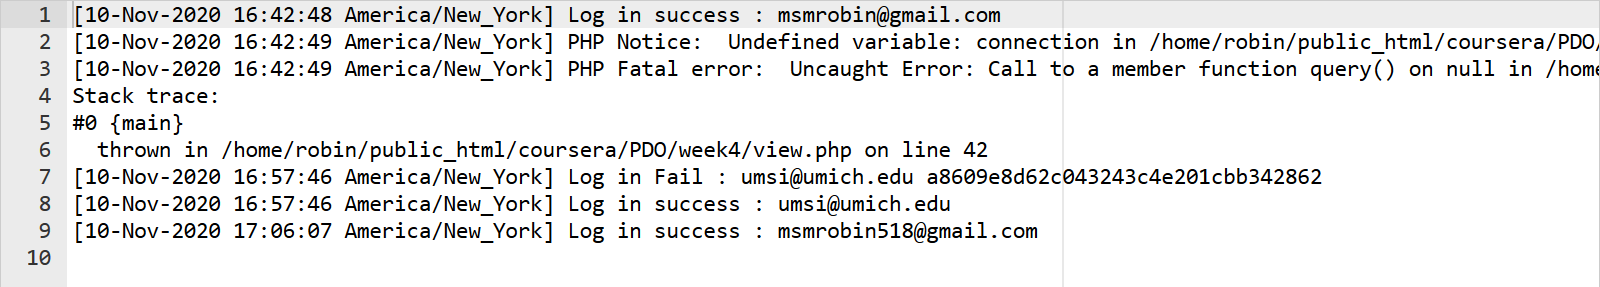 1 [10-Nov-2020 16:42:48 America/New_York] Log in success : msmrobin@gmail.com
2 [10-Nov-2020 16:42:49 America/New_York] PHP Notice:  Undefined variable: connection in /home/robin/public_html/coursera/PDO/
3 [10-Nov-2020 16:42:49 America/New_York] PHP Fatal error:  Uncaught Error: Call to a member function query() on null in /home
4 Stack trace:
5 #0 {main}
6   thrown in /home/robin/public_html/coursera/PDO/week4/view.php on line 42
7 [10-Nov-2020 16:57:46 America/New_York] Log in Fail : umsi@umich.edu a8609e8d62c043243c4e201cbb342862
8 [10-Nov-2020 16:57:46 America/New_York] Log in success : umsi@umich.edu
9 [10-Nov-2020 17:06:07 America/New_York] Log in success : msmrobin518@gmail.com
10